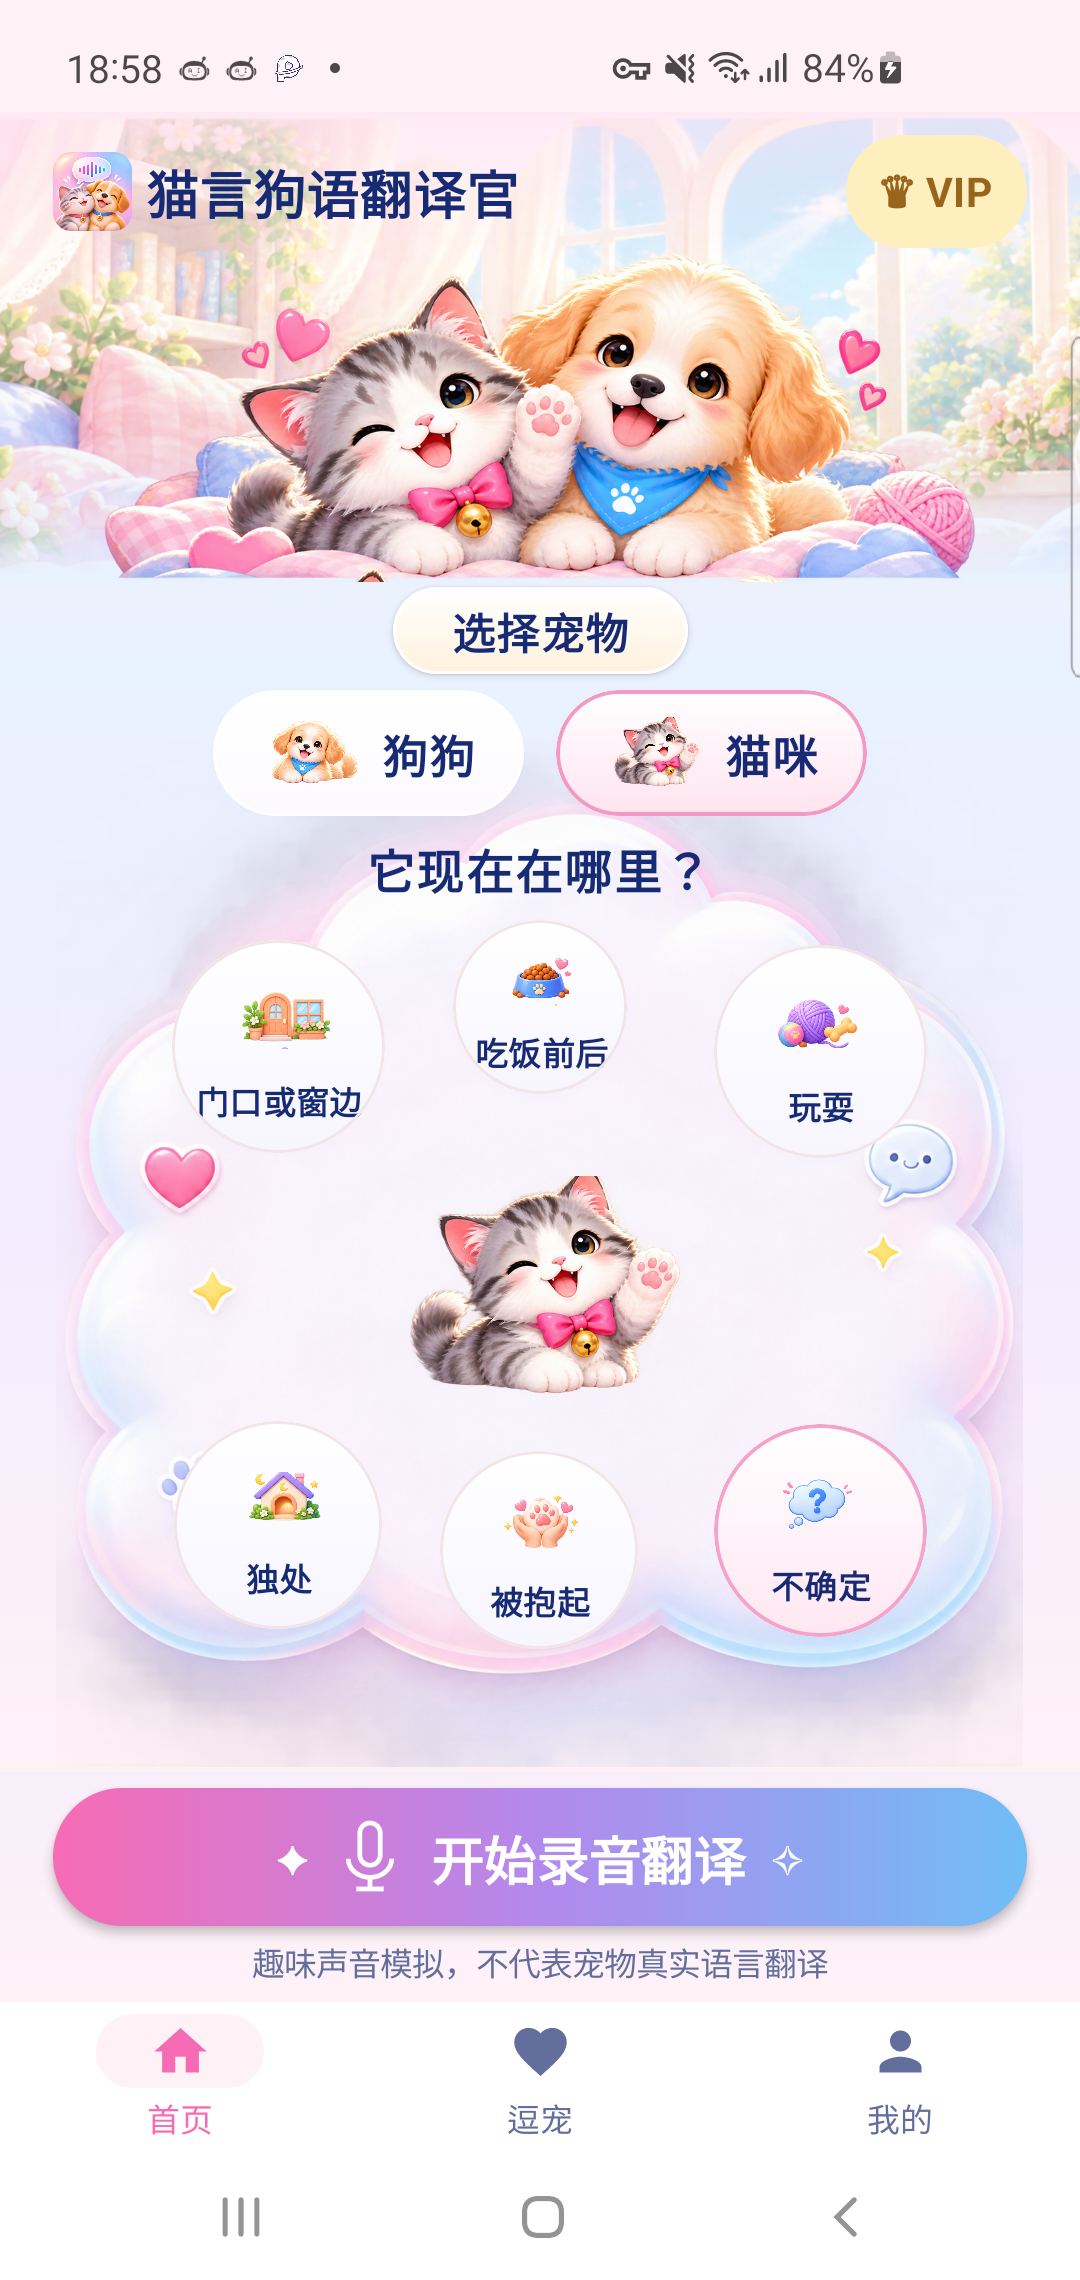 18:58
84%
猫言狗语翻译官
VIP
选择宠物
狗狗
猫咪
它现在在哪里？
门口或窗边
吃饭前后
玩耍
独处
被抱起
不确定
开始录音翻译
趣味声音模拟，不代表宠物真实语言翻译
首页
逗宠
我的